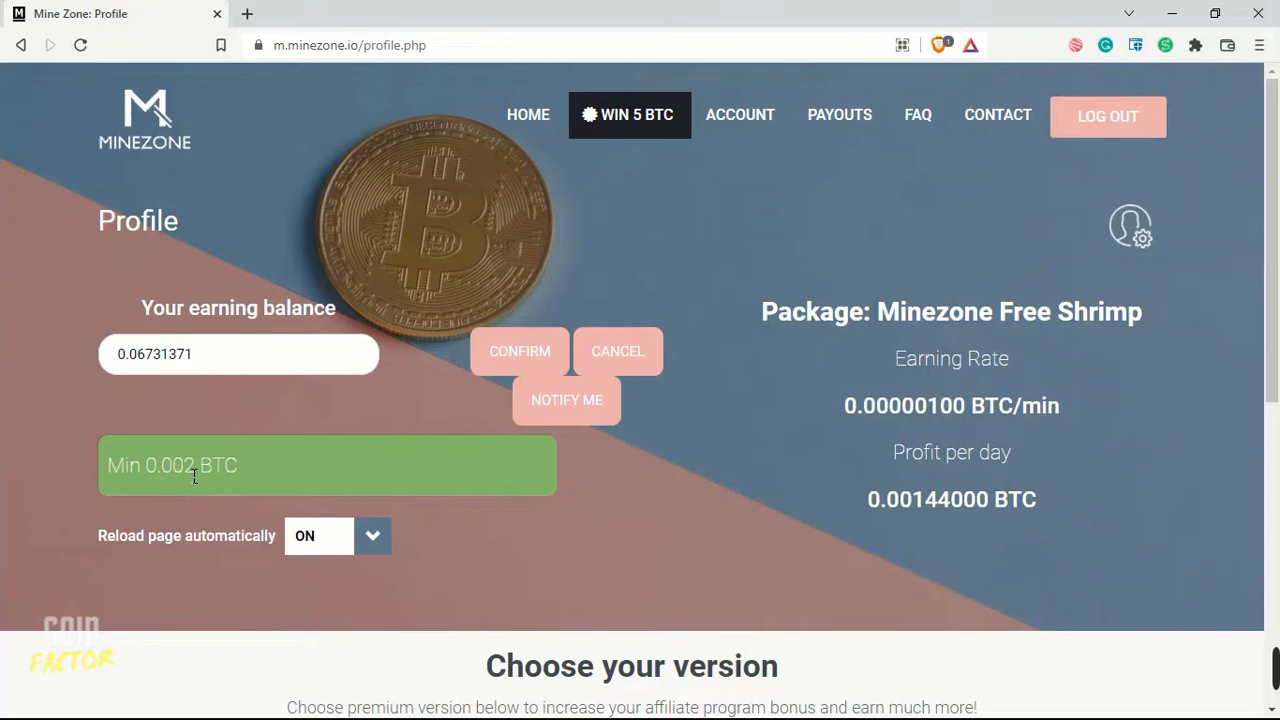 Mine Zone: Profile
m.minezone.io/profile.php
1
MINEZONE
HOME
WIN 5 BTC
ACCOUNT
PAYOUTS
FAQ
CONTACT
LOG OUT
Profile
Your earning balance
0.06731371
CONFIRM
CANCEL
NOTIFY ME
Min 0.002 BTC
Reload page automatically
ON
Package: Minezone Free Shrimp
Earning Rate
0.00000100 BTC/min
Profit per day
0.00144000 BTC
COIN
FACTOR
Choose your version
Choose premium version below to increase your affiliate program bonus and earn much more!